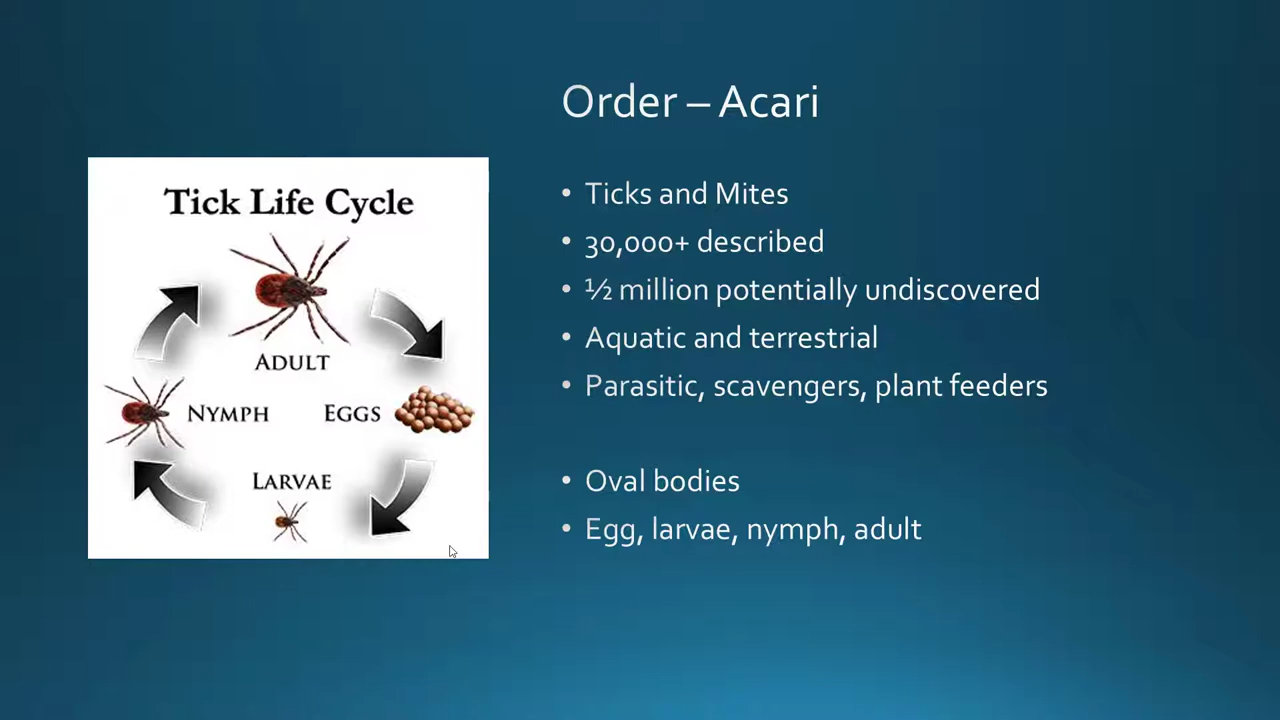 Order – Acari
Tick Life Cycle
ADULT
NYMPH
EGGS
LARVAE
• Ticks and Mites
• 30,000+ described
• ½ million potentially undiscovered
• Aquatic and terrestrial
• Parasitic, scavengers, plant feeders
• Oval bodies
• Egg, larvae, nymph, adult